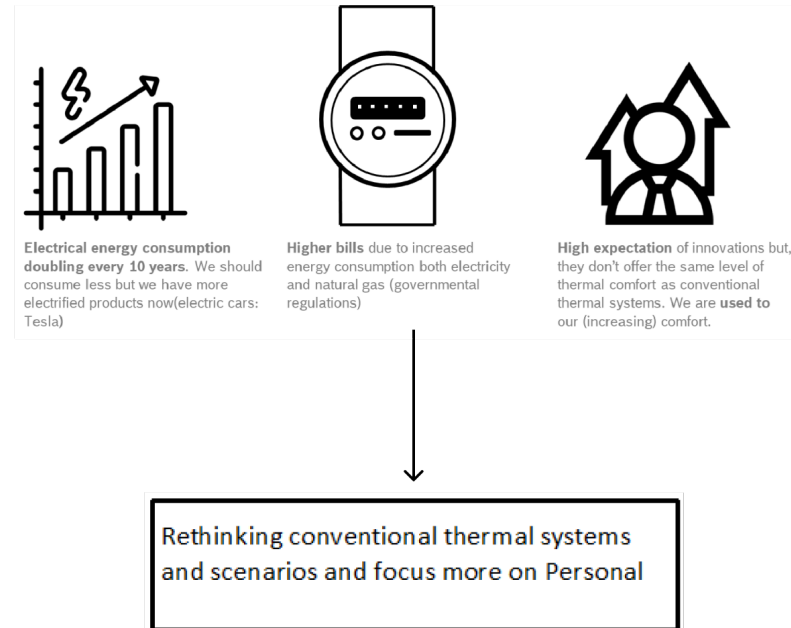 Electrical energy consumption
doubling every 10 years. We should
consume less but we have more
electrified products now(electric cars:
Tesla)
Higher bills due to increased
energy consumption both electricity
and natural gas (governmental
regulations)
High expectation of innovations but,
they don't offer the same level of
thermal comfort as conventional
thermal systems. We are used to
our (increasing) comfort.
Rethinking conventional thermal systems
and scenarios and focus more on Personal